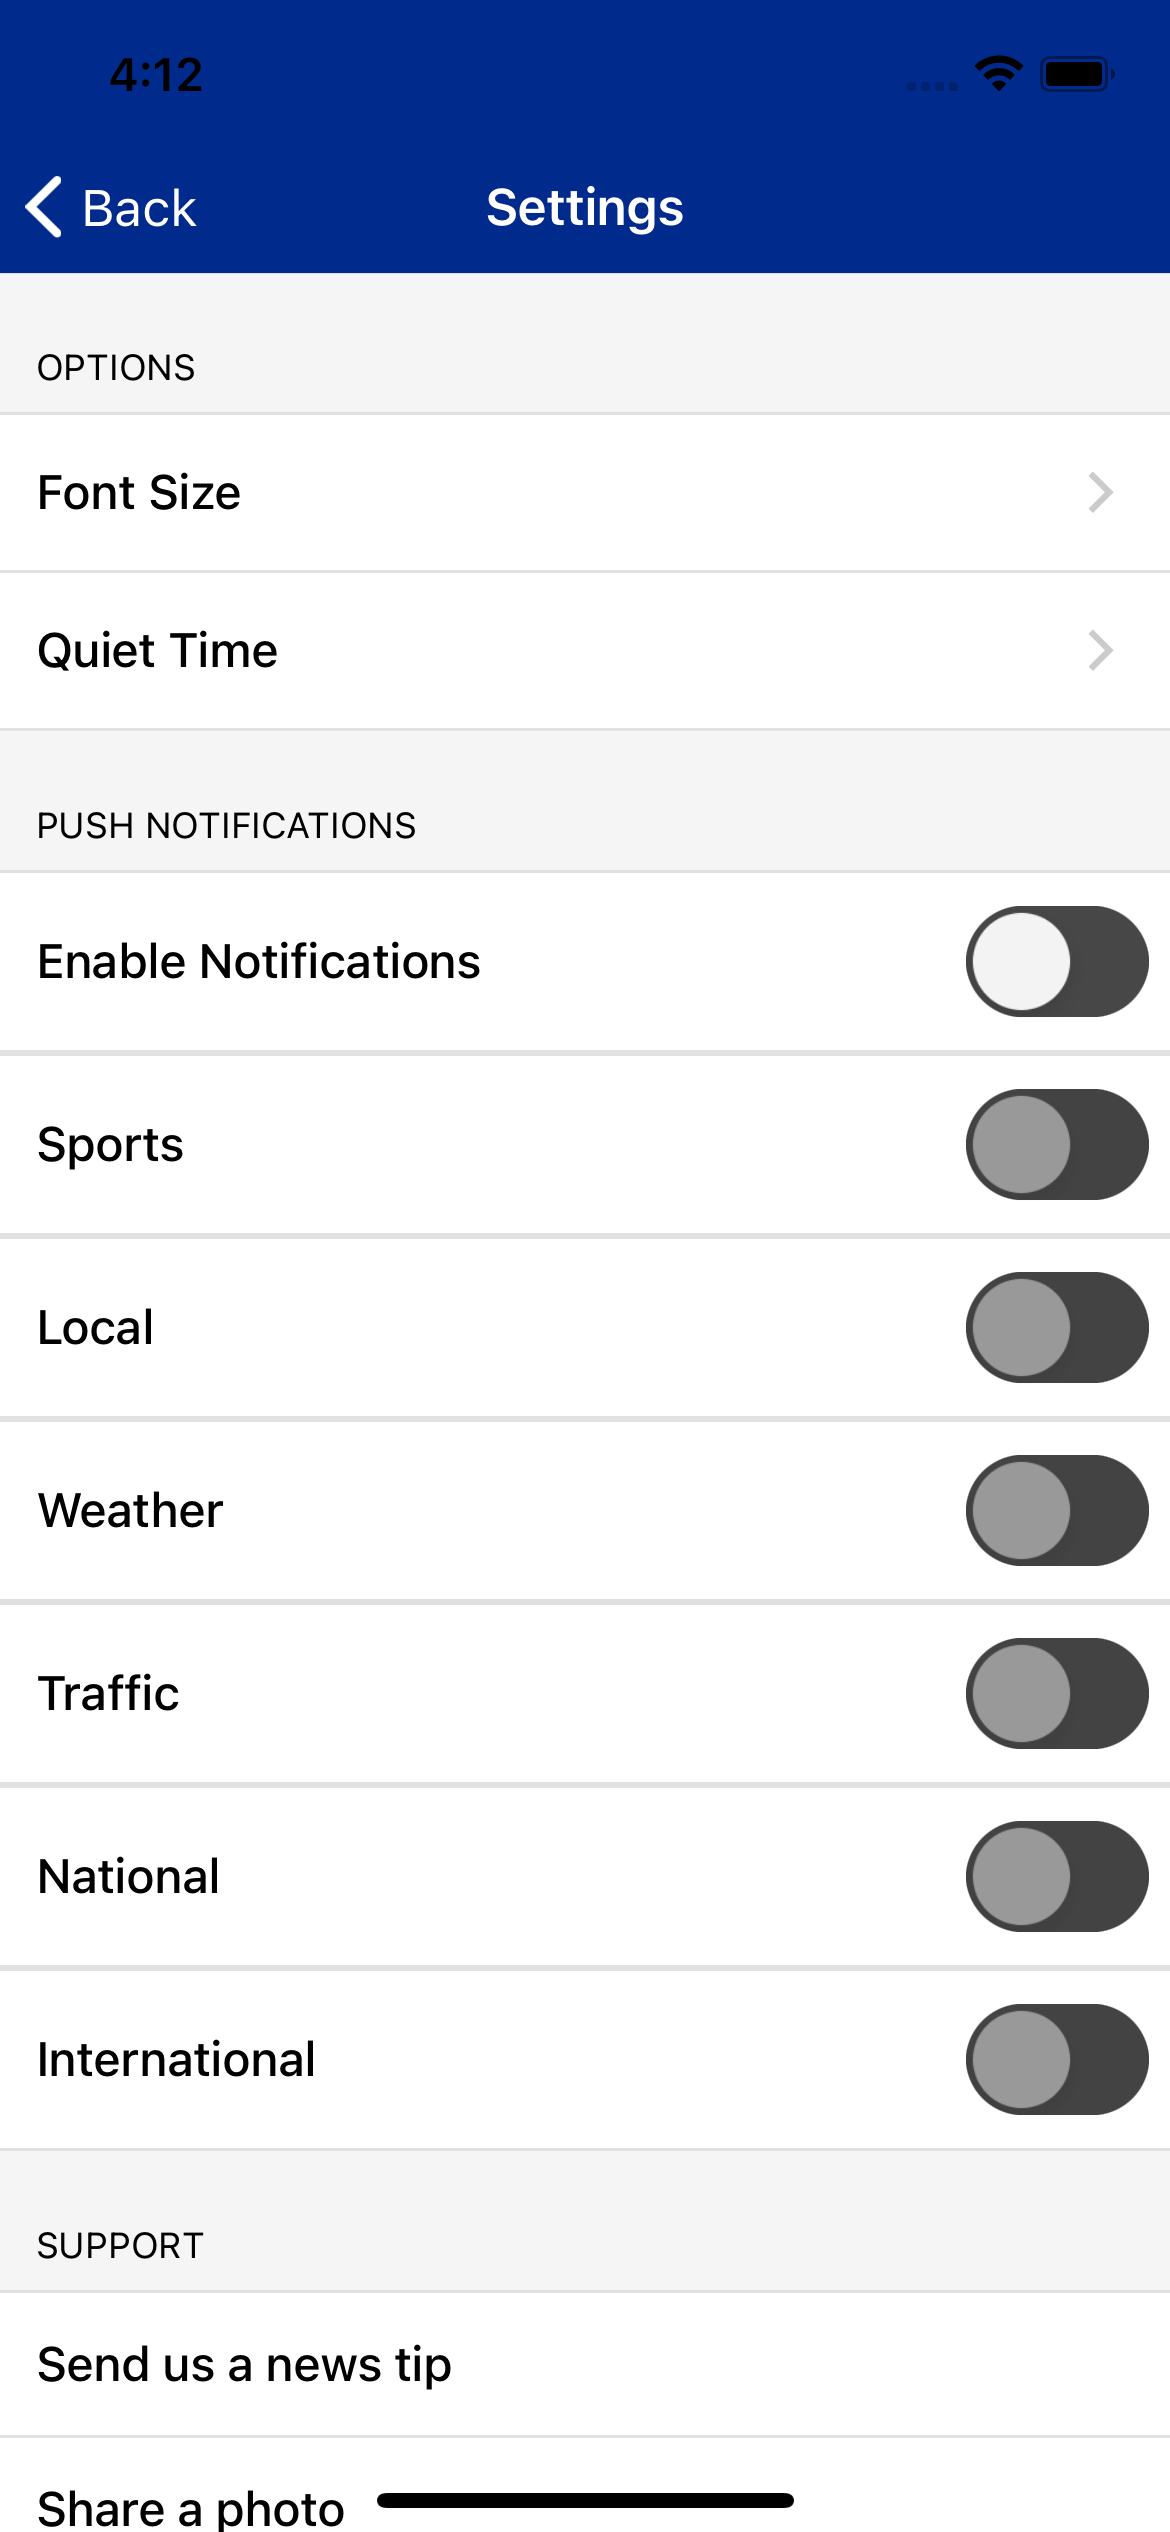 4:12
Back
Settings
OPTIONS
Font Size
Quiet Time
PUSH NOTIFICATIONS
Enable Notifications
Sports
Local
Weather
Traffic
National
International
SUPPORT
Send us a news tip
Share a photo